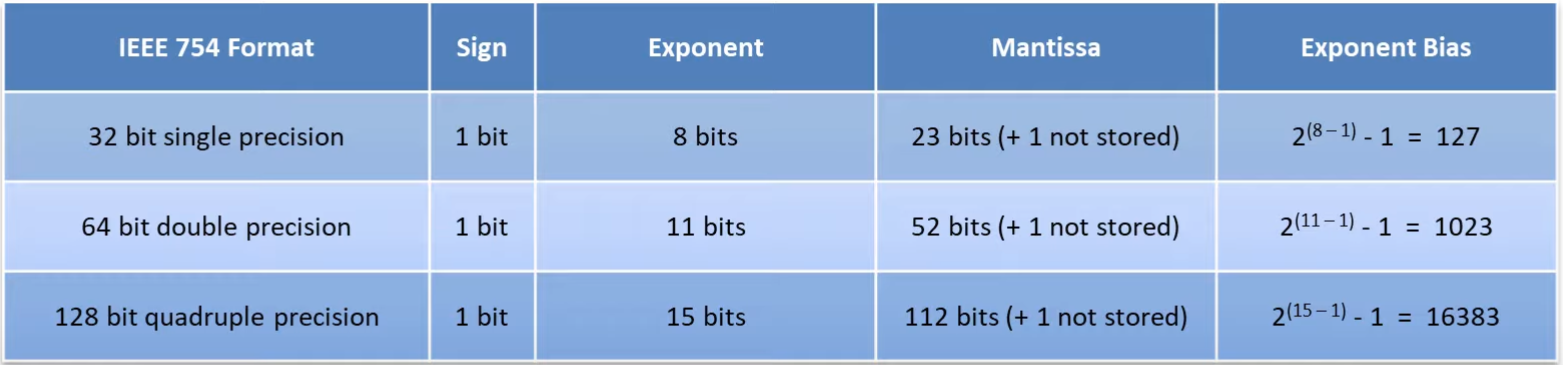 IEEE 754 Format Sign Exponent Mantissa Exponent Bias
32 bit single precision 1 bit 8 bits 23 bits (+ 1 not stored) 2(8 – 1) - 1 = 127
64 bit double precision 1 bit 11 bits 52 bits (+ 1 not stored) 2(11 – 1) - 1 = 1023
128 bit quadruple precision 1 bit 15 bits 112 bits (+ 1 not stored) 2(15 – 1) - 1 = 16383